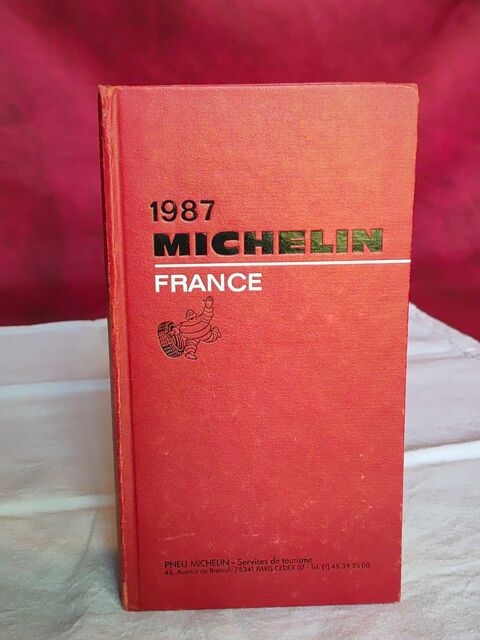 1987
MICHELIN
FRANCE
PNEU MICHELIN - Services de tourisme
46, Avenue de Breteuil 75341 PARIS CEDEX 07 - Tél. (1) 45 39 25 00